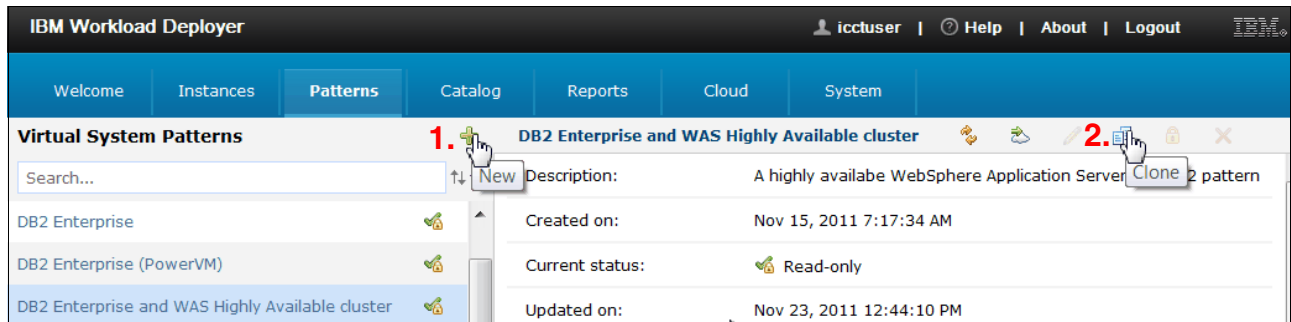 IBM Workload Deployer icctuser | ? Help | About | Logout IBM
Welcome Instances Patterns Catalog Reports Cloud System
Virtual System Patterns 1. DB2 Enterprise and WAS Highly Available cluster 2.
Search... New Description: A highly availabe WebSphere Application Server Clone 2 pattern
DB2 Enterprise Created on: Nov 15, 2011 7:17:34 AM
DB2 Enterprise (PowerVM) Current status: Read-only
DB2 Enterprise and WAS Highly Available cluster Updated on: Nov 23, 2011 12:44:10 PM